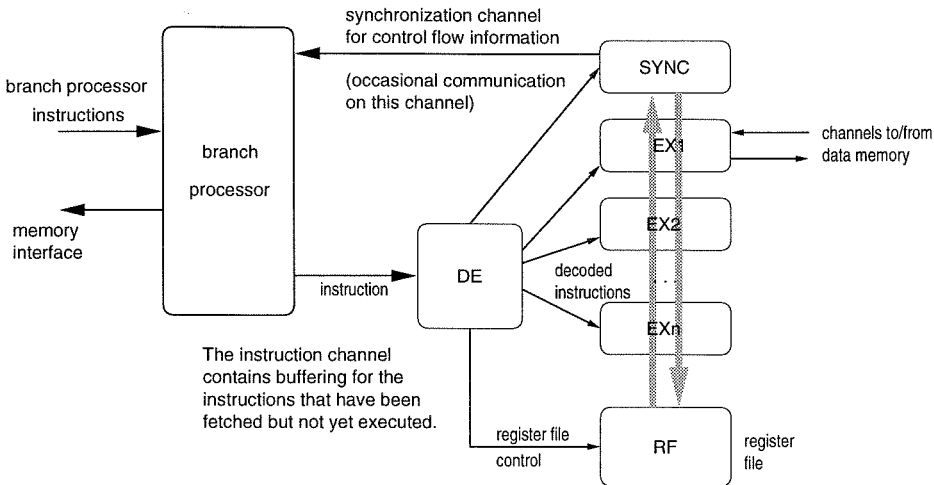 synchronization channel
for control flow information
(occasional communication
on this channel)
SYNC
branch processor
instructions
branch
processor
memory
interface
EX1
channels to/from
data memory
EX2
DE
instruction
decoded
instructions
. . .
EXn
The instruction channel
contains buffering for the
instructions that have been
fetched but not yet executed.
register file
control
RF
register
file